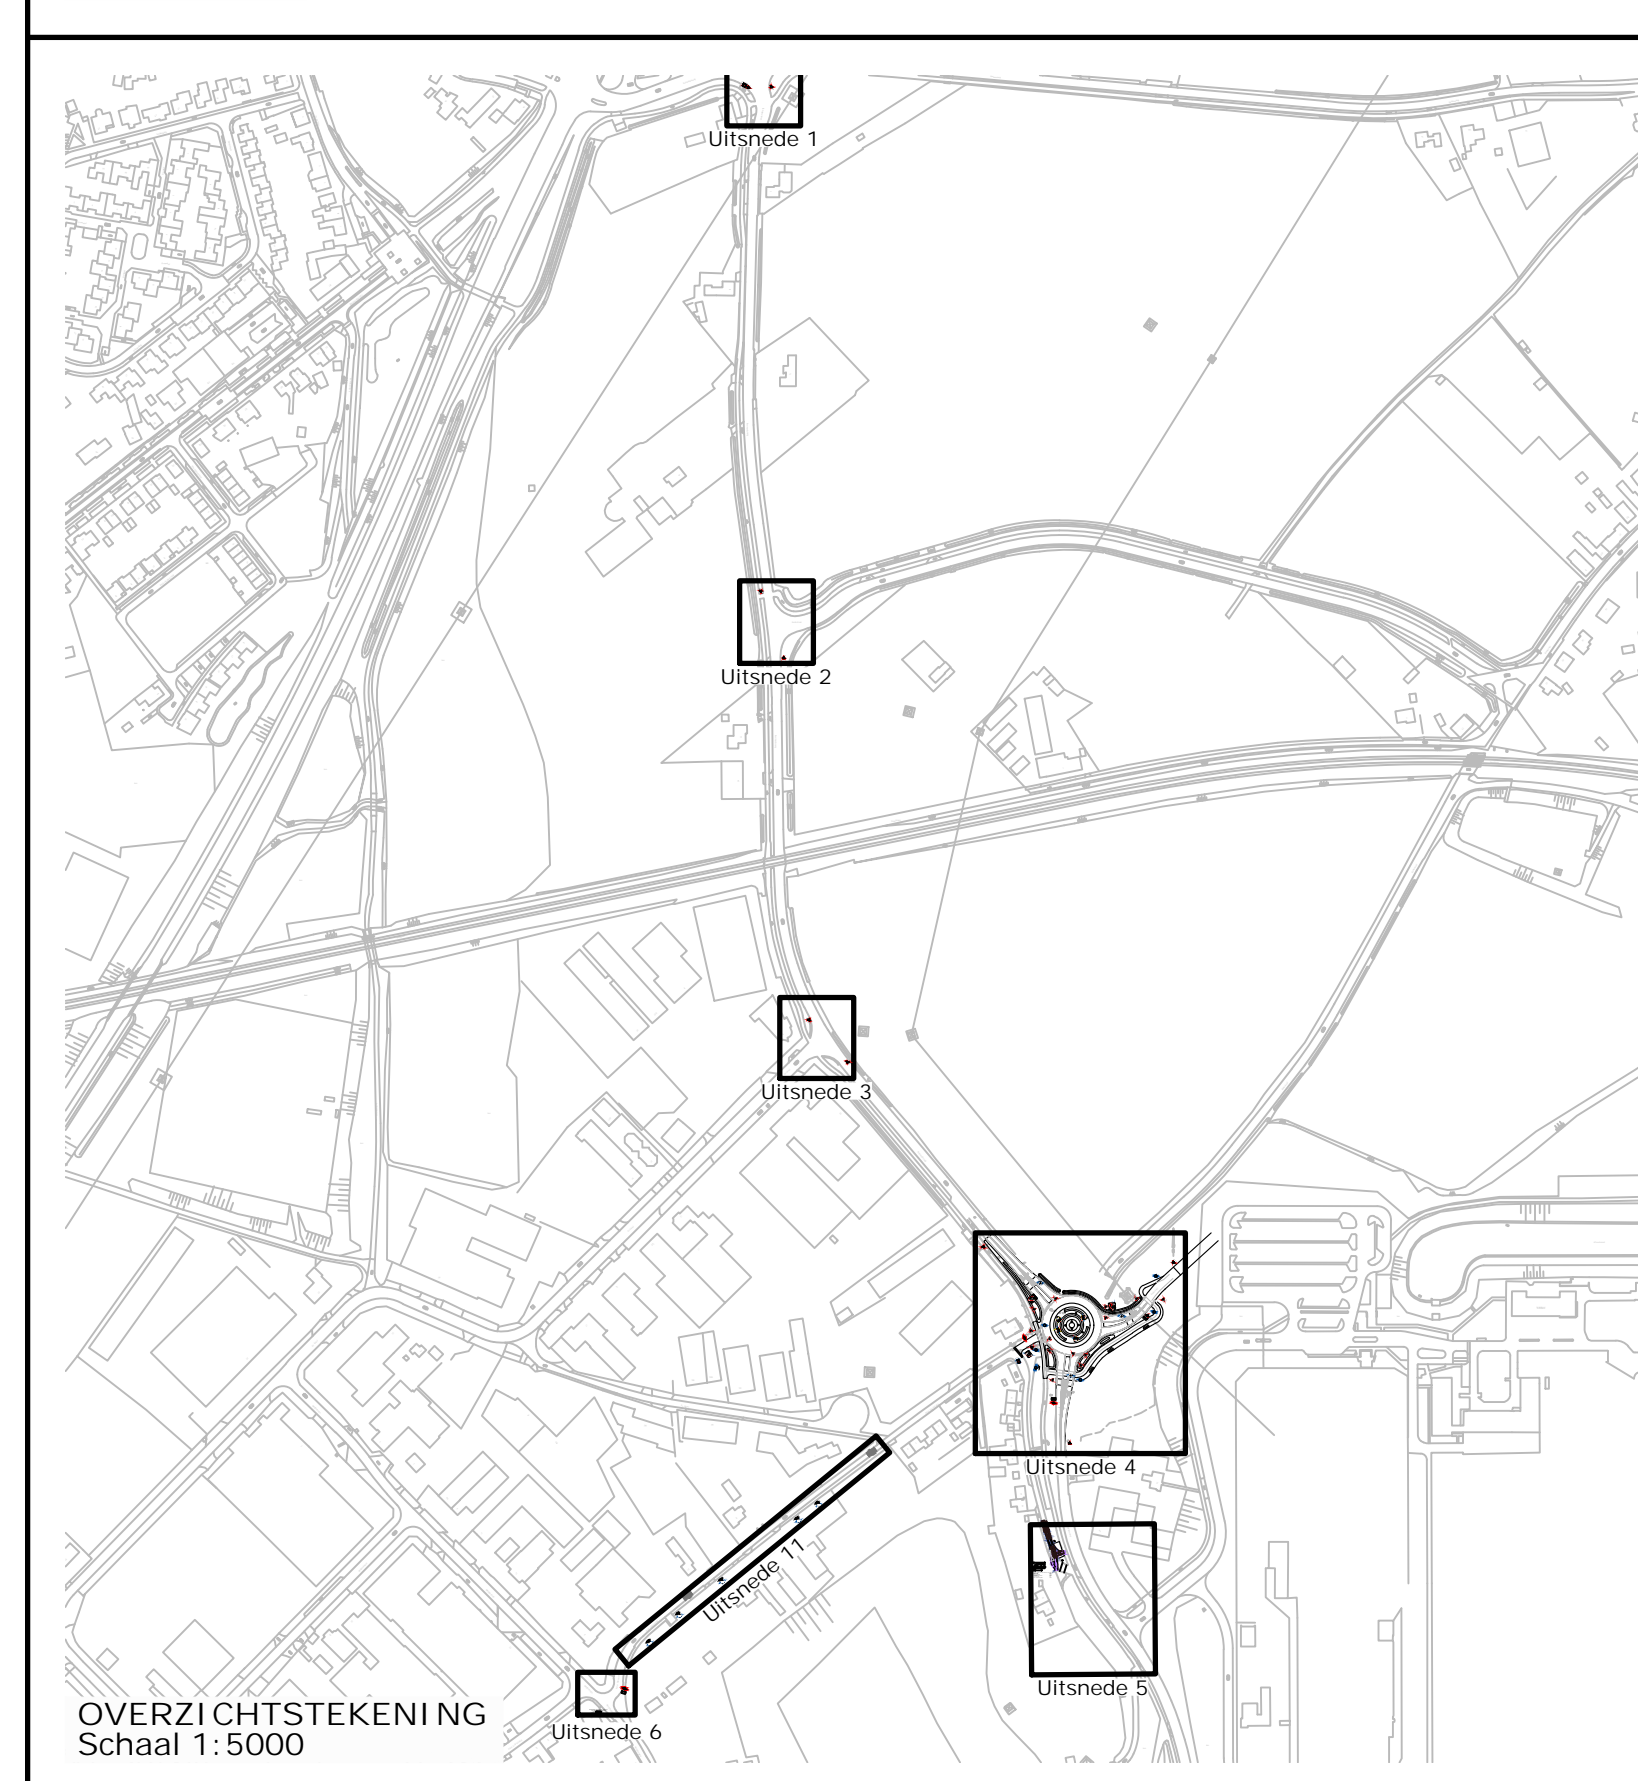 Uitsnede 1
Uitsnede 2
Uitsnede 3
Uitsnede 4
Uitsnede 11
Uitsnede 5
Uitsnede 6
OVERZICHTSTEKENING
Schaal 1:5000